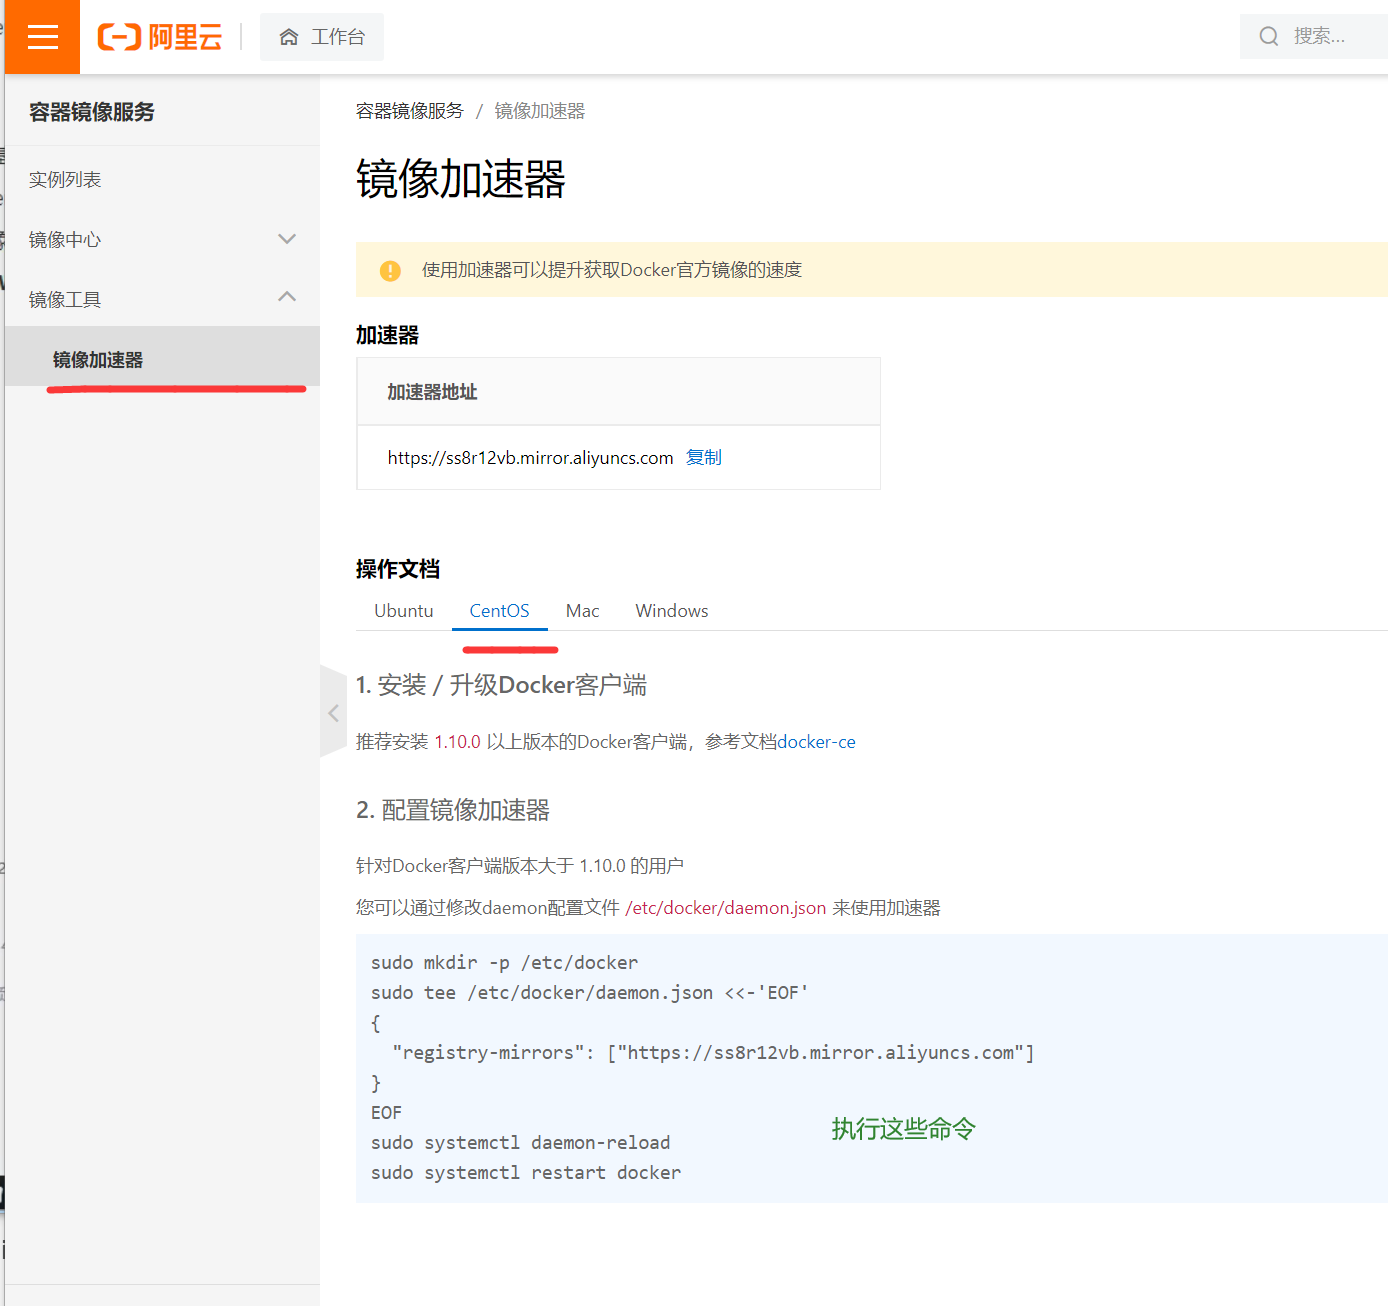 阿里云
工作台
搜索...
容器镜像服务
实例列表
镜像中心
镜像工具
镜像加速器
容器镜像服务 / 镜像加速器
镜像加速器
使用加速器可以提升获取Docker官方镜像的速度
加速器
加速器地址
https://ss8r12vb.mirror.aliyuncs.com 复制
操作文档
Ubuntu CentOS Mac Windows
1. 安装 / 升级Docker客户端
推荐安装 1.10.0 以上版本的Docker客户端，参考文档docker-ce
2. 配置镜像加速器
针对Docker客户端版本大于 1.10.0 的用户
您可以通过修改daemon配置文件 /etc/docker/daemon.json 来使用加速器
sudo mkdir -p /etc/docker
sudo tee /etc/docker/daemon.json <<-'EOF'
{
  "registry-mirrors": ["https://ss8r12vb.mirror.aliyuncs.com"]
}
EOF
sudo systemctl daemon-reload
sudo systemctl restart docker
执行这些命令